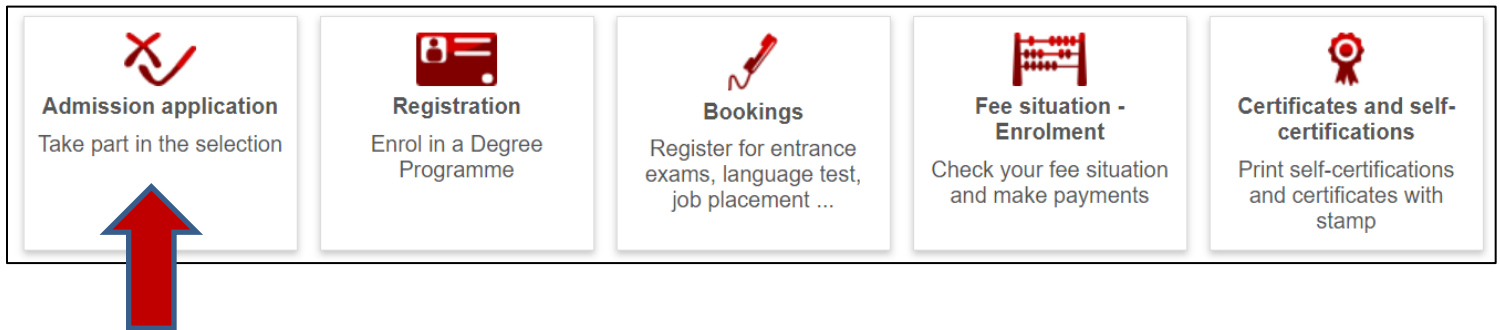 Admission application
Take part in the selection
Registration
Enrol in a Degree
Programme
Bookings
Register for entrance
exams, language test,
job placement ...
Fee situation -
Enrolment
Check your fee situation
and make payments
Certificates and self-
certifications
Print self-certifications
and certificates with
stamp